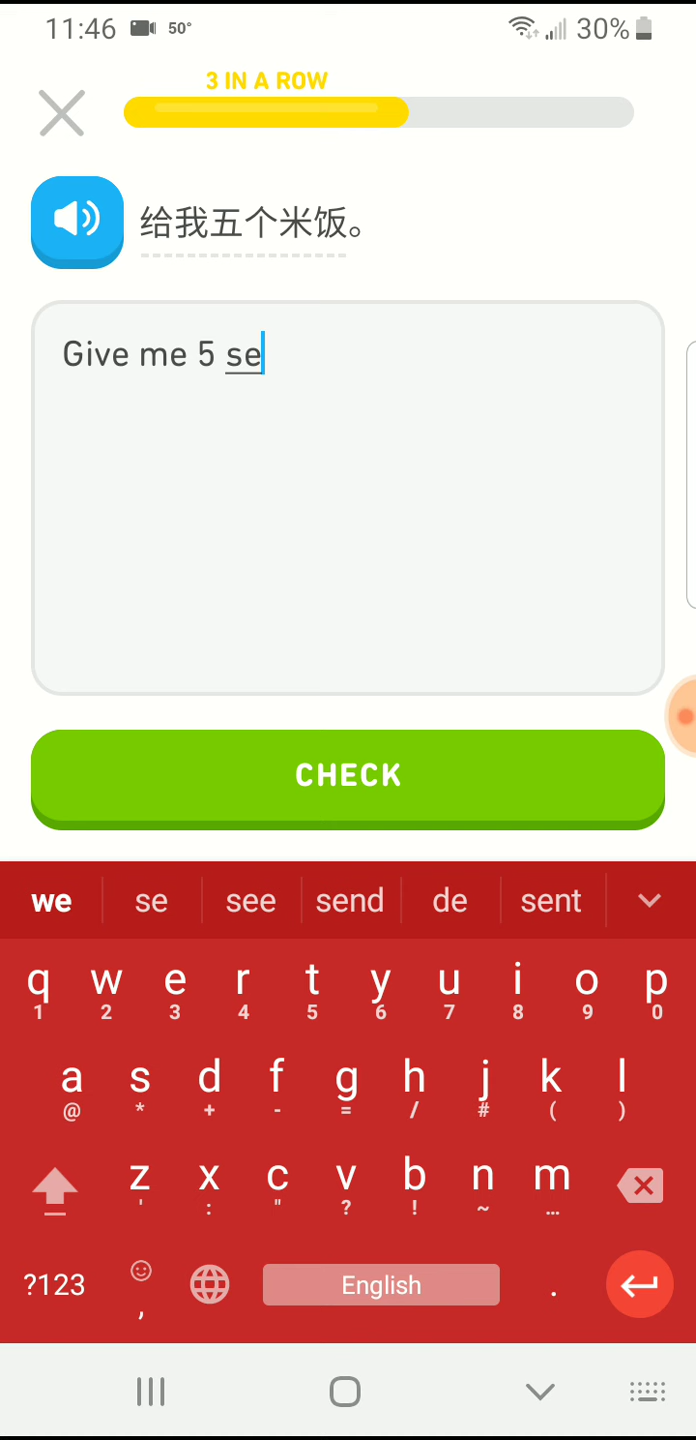 11:46 50° 30%
3 IN A ROW
给我五个米饭。
Give me 5 se
CHECK
we se see send de sent
q w e r t y u i o p
1 2 3 4 5 6 7 8 9 0
a s d f g h j k l
@ * + - = / # ( )
z x c v b n m
' : " ? ! ~ …
?123 , English .